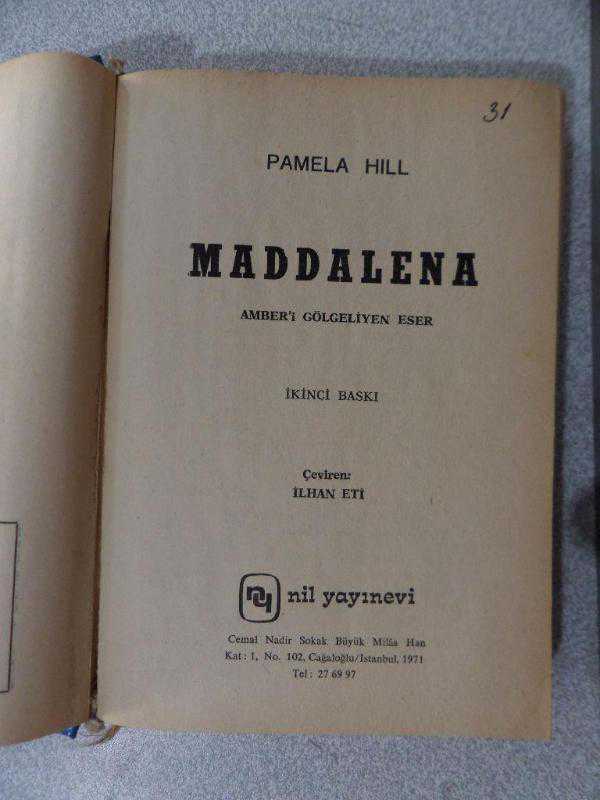 31
PAMELA HILL
MADDALENA
AMBER'i GÖLGELİYEN ESER
İKİNCİ BASKI
Çeviren:
İLHAN ETİ
nil yayınevi
Cemal Nadir Sokak Büyük Milâs Han
Kat : 1, No. 102, Cağaloğlu/İstanbul, 1971
Tel : 27 69 97